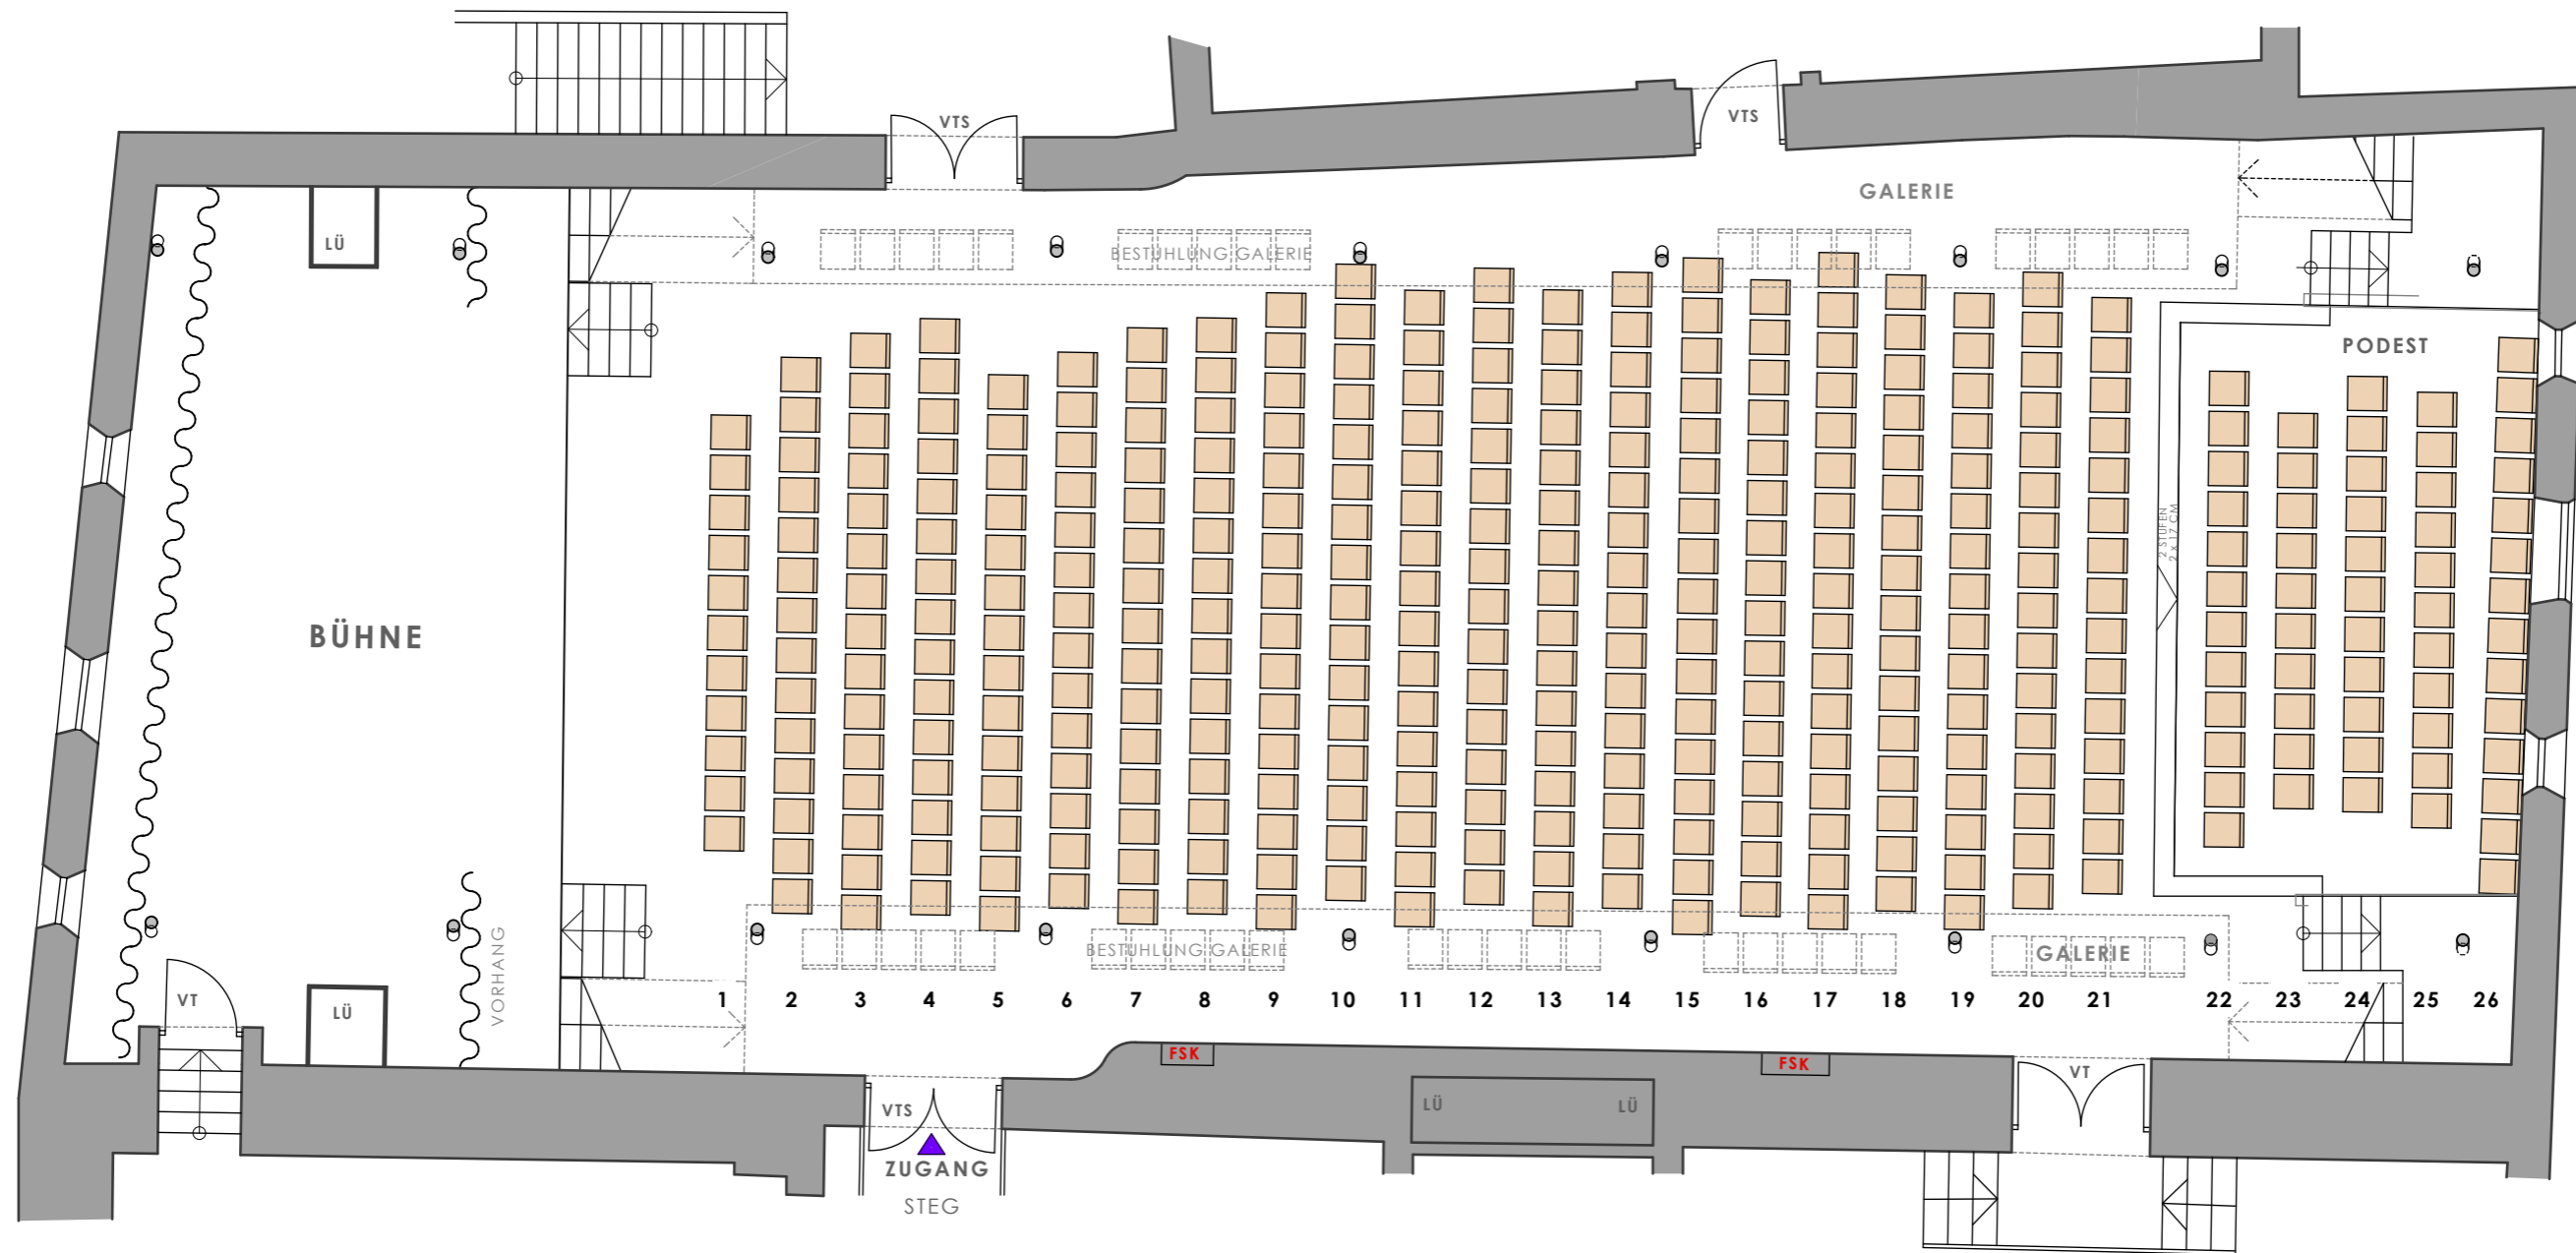 VTS
VTS
GALERIE
LÜ
BESTUHLUNG GALERIE
PODEST
2 STUFEN
2 x 17 CM
BÜHNE
VORHANG
BESTUHLUNG GALERIE
GALERIE
VT
LÜ
1 2 3 4 5 6 7 8 9 10 11 12 13 14 15 16 17 18 19 20 21 22 23 24 25 26
FSK
FSK
VT
VTS
LÜ
LÜ
ZUGANG
STEG